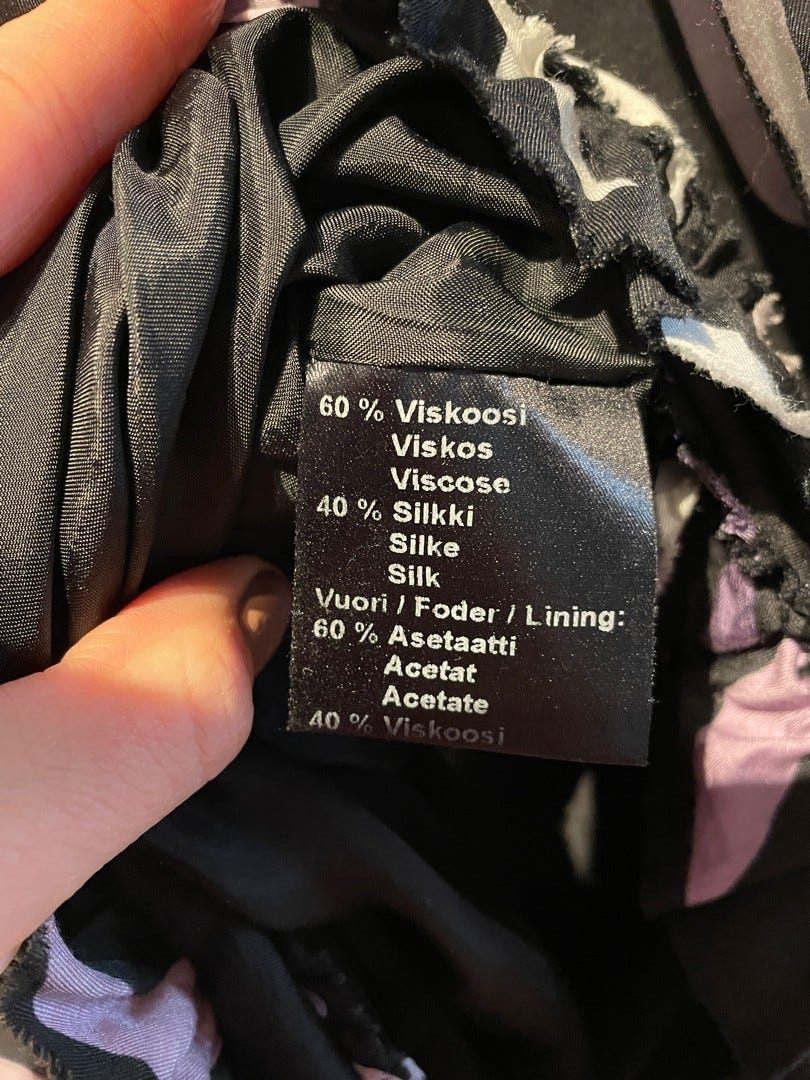 60 % Viskoosi
Viskos
Viscose
40 % Silkki
Silke
Silk
Vuori / Foder / Lining:
60 % Asetaatti
Acetat
Acetate
40 % Viskoosi